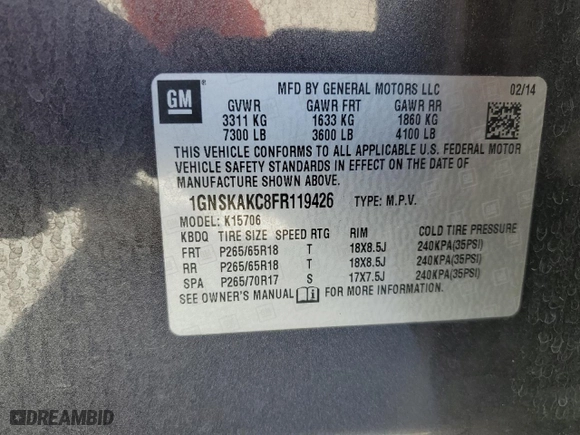 GM
MFD BY GENERAL MOTORS LLC 02/14
GVWR GAWR FRT GAWR RR
3311 KG 1633 KG 1860 KG
7300 LB 3600 LB 4100 LB
THIS VEHICLE CONFORMS TO ALL APPLICABLE U.S. FEDERAL MOTOR
VEHICLE SAFETY STANDARDS IN EFFECT ON THE DATE OF
MANUFACTURE SHOWN ABOVE.
1GNSKAKC8FR119426 TYPE: M.P.V.
MODEL: K15706
KBDQ TIRE SIZE SPEED RTG RIM COLD TIRE PRESSURE
FRT P265/65R18 T 18X8.5J 240KPA(35PSI)
RR P265/65R18 T 18X8.5J 240KPA(35PSI)
SPA P265/70R17 S 17X7.5J 240KPA(35PSI)
SEE OWNER'S MANUAL FOR MORE INFORMATION.
DREAMBID